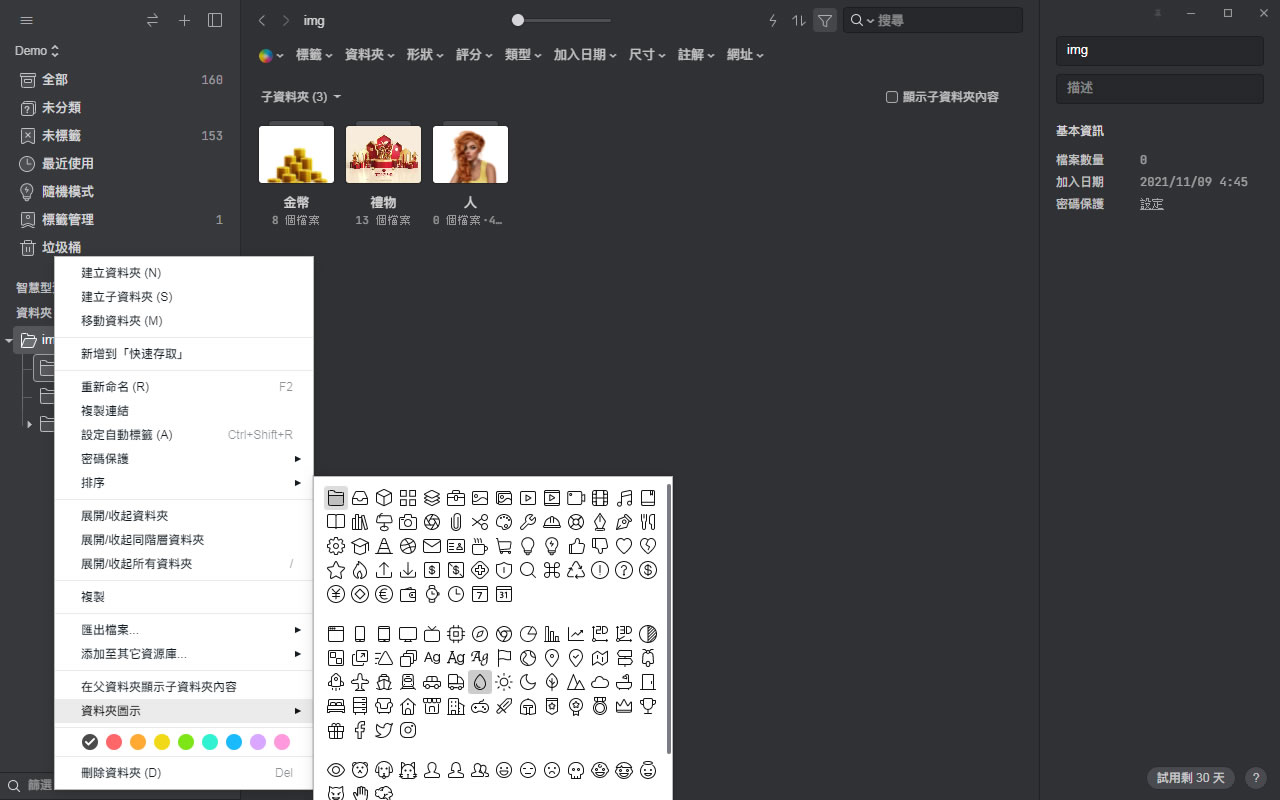 img
搜尋
Demo
標籤
資料夾
形狀
評分
類型
加入日期
尺寸
註解
網址
img
描述
全部 160
未分類
未標籤 153
最近使用
隨機模式
標籤管理 1
垃圾桶
子資料夾 (3)
顯示子資料夾內容
金幣
8 個檔案
禮物
13 個檔案
人
0 個檔案・4...
基本資訊
檔案數量 0
加入日期 2021/11/09 4:45
密碼保護 設定
智慧型
資料夾
im
建立資料夾 (N)
建立子資料夾 (S)
移動資料夾 (M)
新增到「快速存取」
重新命名 (R) F2
複製連結
設定自動標籤 (A) Ctrl+Shift+R
密碼保護
排序
展開/收起資料夾
展開/收起同階層資料夾
展開/收起所有資料夾 /
複製
匯出檔案...
添加至其它資源庫...
在父資料夾顯示子資料夾內容
資料夾圖示
刪除資料夾 (D) Del
7 31
2D 3D
Ag Ag Ag
篩選
試用剩 30 天
?